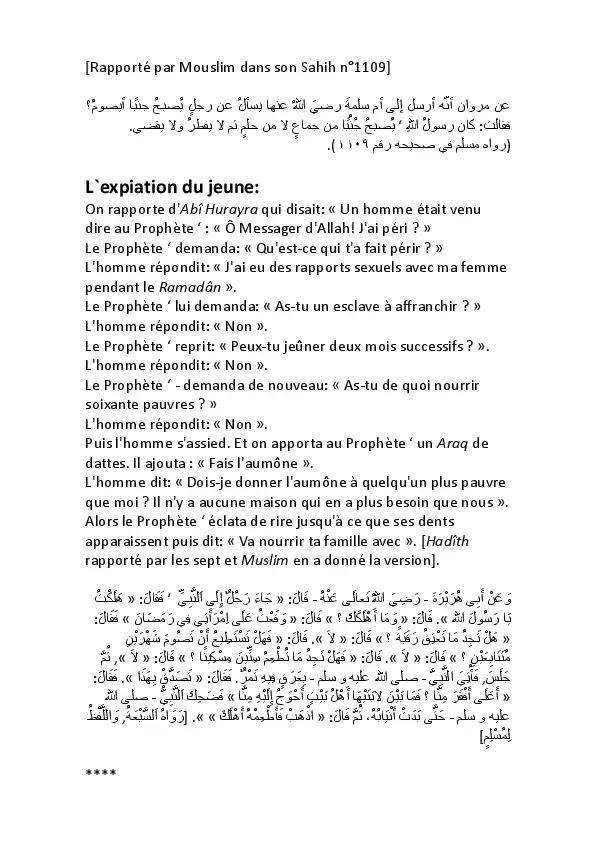 [Rapporté par Mouslim dans son Sahih n°1109]
عن مروان أنّه أرسل إلى أم سلمةَ رضيَ اللهُ عنها يسألُ عن رجلٍ يُصبحُ جنبًا أيصومُ؟
فقالتَ: كان رسولُ اللهِ ‘ يُصبحُ جُنُبًا من جماعٍ لا من حلُمٍ ثم لا يفطرُ ولا يقضي.
(رواه مسلم في صحيحه رقم ١١٠٩).
L`expiation du jeune:
On rapporte d'Abî Hurayra qui disait: « Un homme était venu
dire au Prophète ‘ : « Ô Messager d'Allah! J'ai péri ? »
Le Prophète ‘ demanda: « Qu'est-ce qui t'a fait périr ? »
L'homme répondit: « J'ai eu des rapports sexuels avec ma femme
pendant le Ramadân ».
Le Prophète ‘ lui demanda: « As-tu un esclave à affranchir ? »
L'homme répondit: « Non ».
Le Prophète ‘ reprit: « Peux-tu jeûner deux mois successifs ? ».
L'homme répondit: « Non ».
Le Prophète ‘ - demanda de nouveau: « As-tu de quoi nourrir
soixante pauvres ? »
L'homme répondit: « Non ».
Puis l'homme s'assied. Et on apporta au Prophète ‘ un Araq de
dattes. Il ajouta : « Fais l'aumône ».
L'homme dit: « Dois-je donner l'aumône à quelqu'un plus pauvre
que moi ? Il n'y a aucune maison qui en a plus besoin que nous ».
Alors le Prophète ‘ éclata de rire jusqu'à ce que ses dents
apparaissent puis dit: « Va nourrir ta famille avec ». [Hadîth
rapporté par les sept et Muslim en a donné la version].
وَعَنْ أَبِي هُرَيْرَةَ - رَضِيَ اللهُ تَعَالَى عَنْهُ - قَالَ: « جَاءَ رَجُلٌ إِلَى اَلنَّبِيِّ ‘ فَقَالَ: « هَلَكْتُ
يَا رَسُولَ الله ». قَالَ: « وَمَا أَهْلَكَكَ ؟ » قَالَ: « وَقَعْتُ عَلَى اِمْرَأَتِي فِي رَمَضَانَ » فَقَالَ:
« هَلْ تَجِدُ مَا تَعْتِقُ رَقَبَةً ؟ » قَالَ: « لَا ». قَالَ: « فَهَلْ تَسْتَطِيعُ أَنْ تَصُومَ شَهْرَيْنِ
مُتَتَابِعَيْنِ ؟ » قَالَ: « لَا ». قَالَ: « فَهَلْ تَجِدُ مَا تُطْعِمُ سِتِّينَ مِسْكِينًا ؟ » قَالَ: « لَا », ثُمَّ
جَلَسَ, فَأُتِيَ النَّبِيُّ - صلى الله عليه و سلم - بِعَرَقٍ فِيهِ تَمْرٌ. فَقَالَ: « تَصَدَّقْ بِهَذَا ». فَقَالَ:
« أَعَلَى أَفْقَرَ مِنَّا ؟ فَمَا بَيْنَ لَابَتَيْهَا أَهْلُ بَيْتٍ أَحْوَجُ إِلَيْهِ مِنَّا » فَضَحِكَ اَلنَّبِيُّ - صلى الله
عليه و سلم - حَتَّى بَدَتْ أَنْيَابُهُ، ثُمَّ قَالَ: « اذْهَبْ فَأَطْعِمْهُ أَهْلَكَ » ». [رَوَاهُ اَلسَّبْعَةُ, وَاللَّفْظُ
لِمُسْلِمٍ]
****